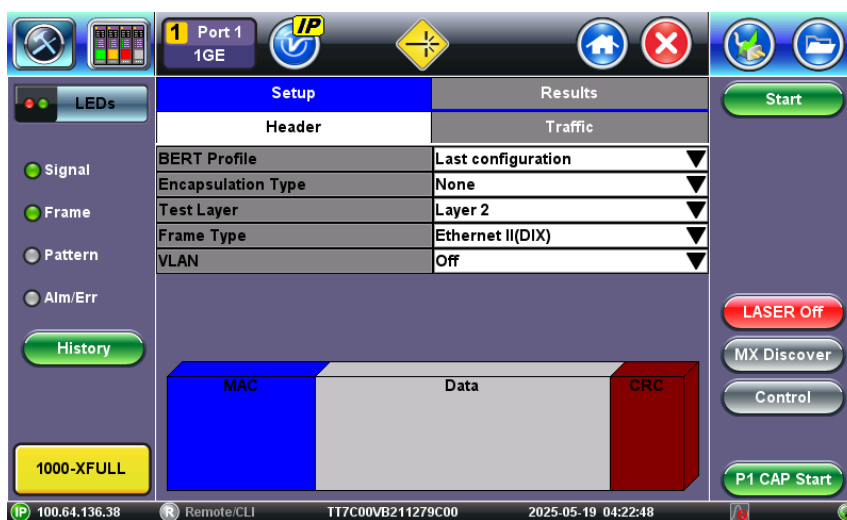 1 Port 1
1GE
IP
LEDs
Setup
Results
Start
Header
Traffic
BERT Profile
Last configuration
Signal
Encapsulation Type
None
Frame
Test Layer
Layer 2
Frame Type
Ethernet II(DIX)
Pattern
VLAN
Off
Alm/Err
LASER Off
History
MX Discover
MAC
Data
CRC
Control
1000-XFULL
P1 CAP Start
IP 100.64.136.38
R Remote/CLI
TT7C00VB211279C00
2025-05-19 04:22:48